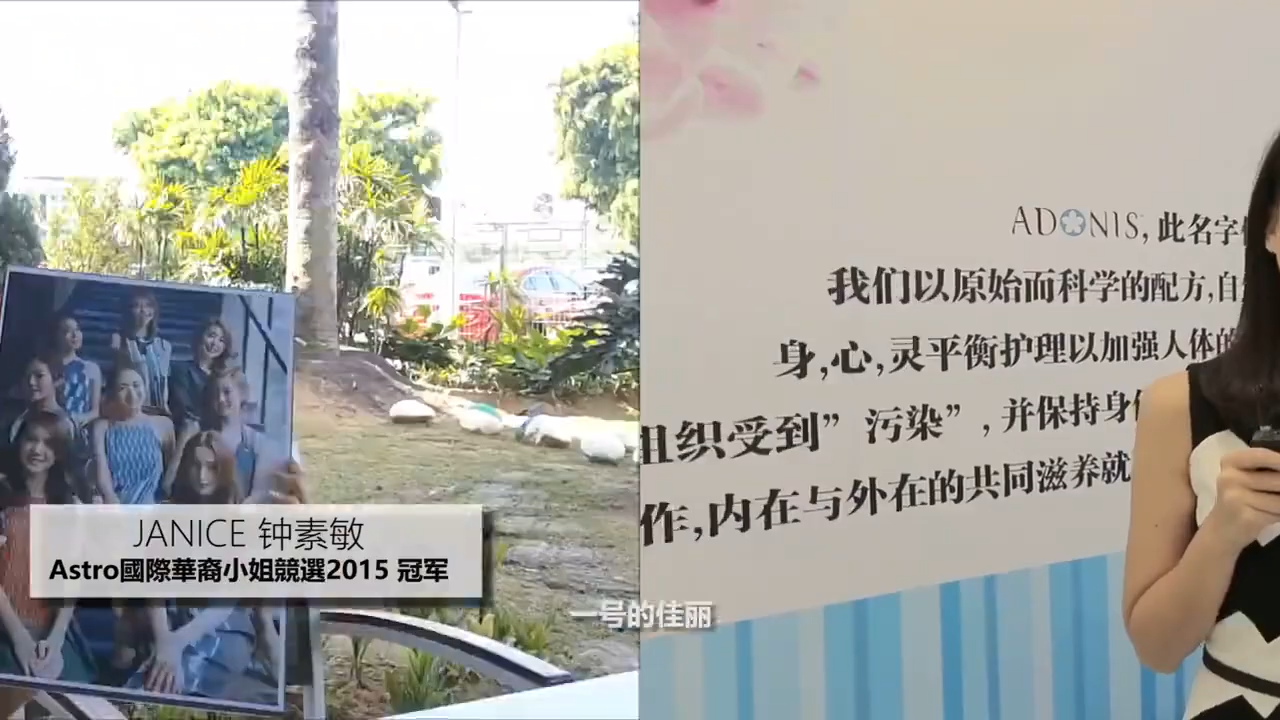 JANICE 钟素敏
Astro國際華裔小姐競選2015 冠军
一号的佳丽
ADONIS, 此名字
我们以原始而科学的配方,自
身,心,灵平衡护理以加强人体的
组织受到”污染”,并保持身
作,内在与外在的共同滋养就